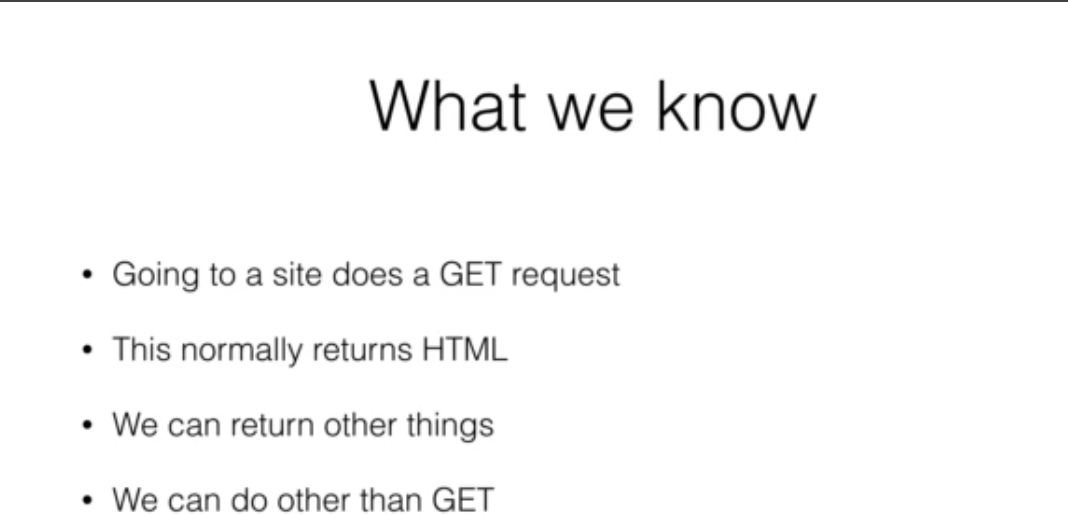 What we know
• Going to a site does a GET request
• This normally returns HTML
• We can return other things
• We can do other than GET